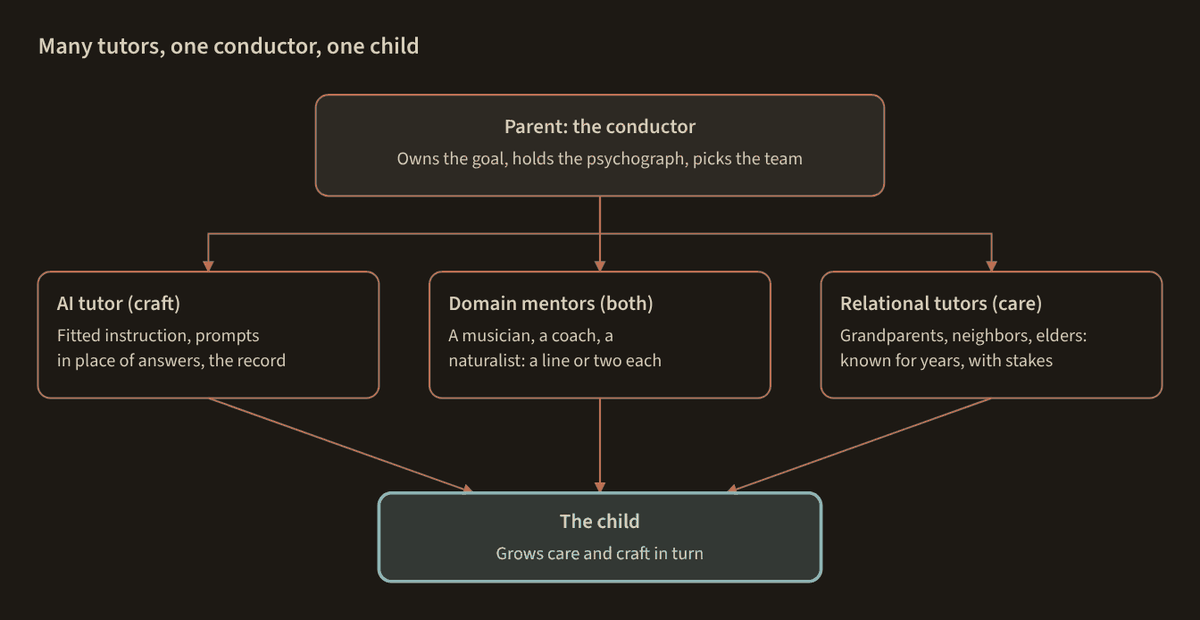 Many tutors, one conductor, one child
Parent: the conductor
Owns the goal, holds the psychograph, picks the team
AI tutor (craft)
Fitted instruction, prompts
in place of answers, the record
Domain mentors (both)
A musician, a coach, a
naturalist: a line or two each
Relational tutors (care)
Grandparents, neighbors, elders:
known for years, with stakes
The child
Grows care and craft in turn